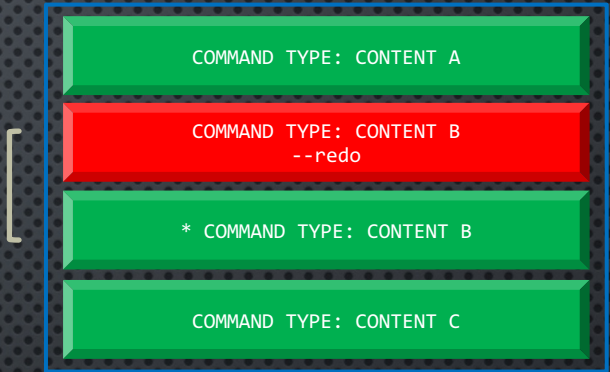 COMMAND TYPE: CONTENT A
COMMAND TYPE: CONTENT B
--redo
* COMMAND TYPE: CONTENT B
COMMAND TYPE: CONTENT C